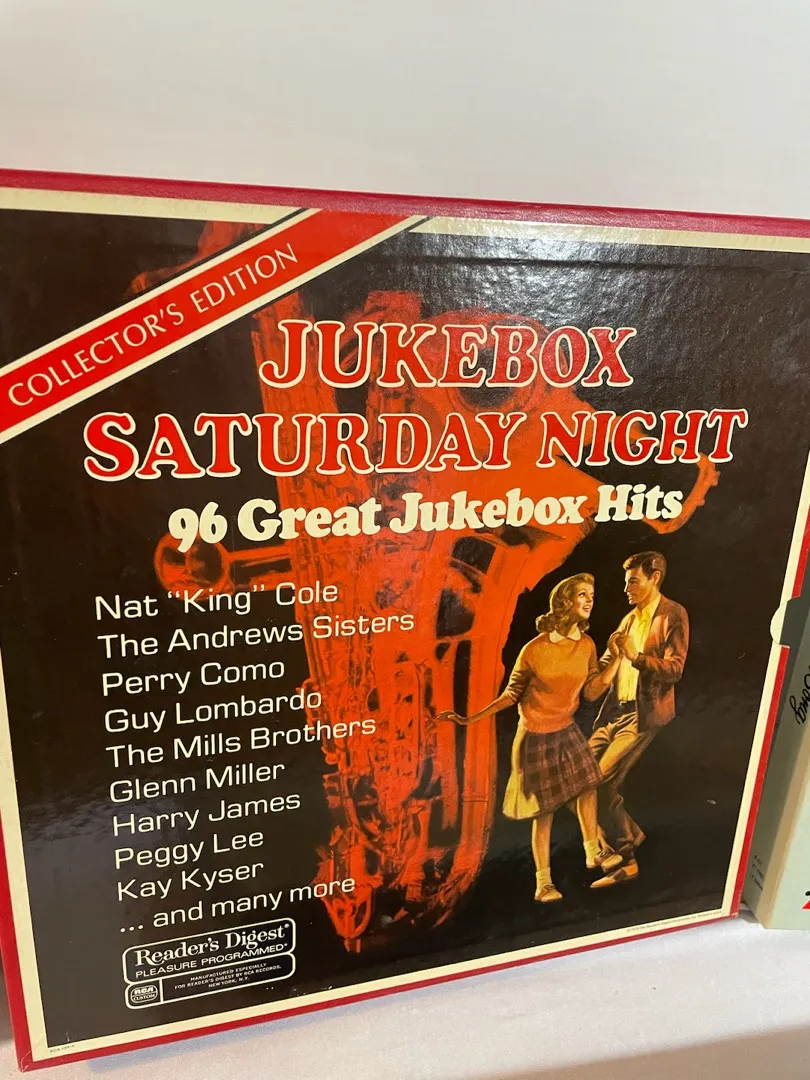 COLLECTOR'S EDITION
JUKEBOX
SATURDAY NIGHT
96 Great Jukebox Hits
Nat "King" Cole
The Andrews Sisters
Perry Como
Guy Lombardo
The Mills Brothers
Glenn Miller
Harry James
Peggy Lee
Kay Kyser
... and many more
Reader's Digest®
PLEASURE PROGRAMMED®
RCA
CUSTOM
MANUFACTURED ESPECIALLY
FOR READER'S DIGEST BY RCA RECORDS,
NEW YORK, N.Y.